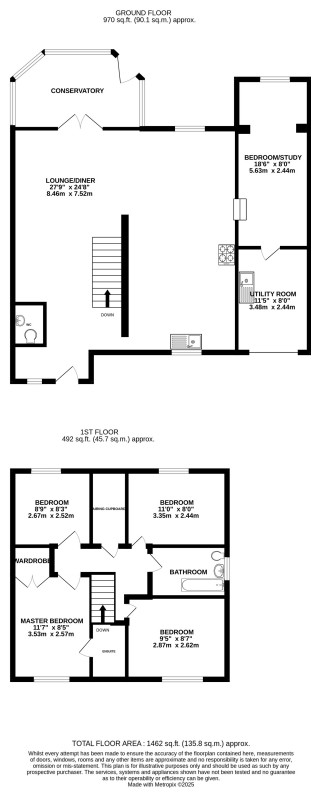 GROUND FLOOR
970 sq.ft. (90.1 sq.m.) approx.
CONSERVATORY
BEDROOM/STUDY
18'6" x 8'0"
5.63m x 2.44m
LOUNGE/DINER
27'9" x 24'8"
8.46m x 7.52m
UTILITY ROOM
11'5" x 8'0"
3.48m x 2.44m
DOWN
WC
1ST FLOOR
492 sq.ft. (45.7 sq.m.) approx.
BEDROOM
8'9" x 8'3"
2.67m x 2.52m
AIRING CUPBOARD
BEDROOM
11'0" x 8'0"
3.35m x 2.44m
WARDROBE
BATHROOM
MASTER BEDROOM
11'7" x 8'5"
3.53m x 2.57m
DOWN
ENSUITE
BEDROOM
9'5" x 8'7"
2.87m x 2.62m
TOTAL FLOOR AREA : 1462 sq.ft. (135.8 sq.m.) approx.
Whilst every attempt has been made to ensure the accuracy of the floorplan contained here, measurements
of doors, windows, rooms and any other items are approximate and no responsibility is taken for any error,
omission or mis-statement. This plan is for illustrative purposes only and should be used as such by any
prospective purchaser. The services, systems and appliances shown have not been tested and no guarantee
as to their operability or efficiency can be given.
Made with Metropix ©2025